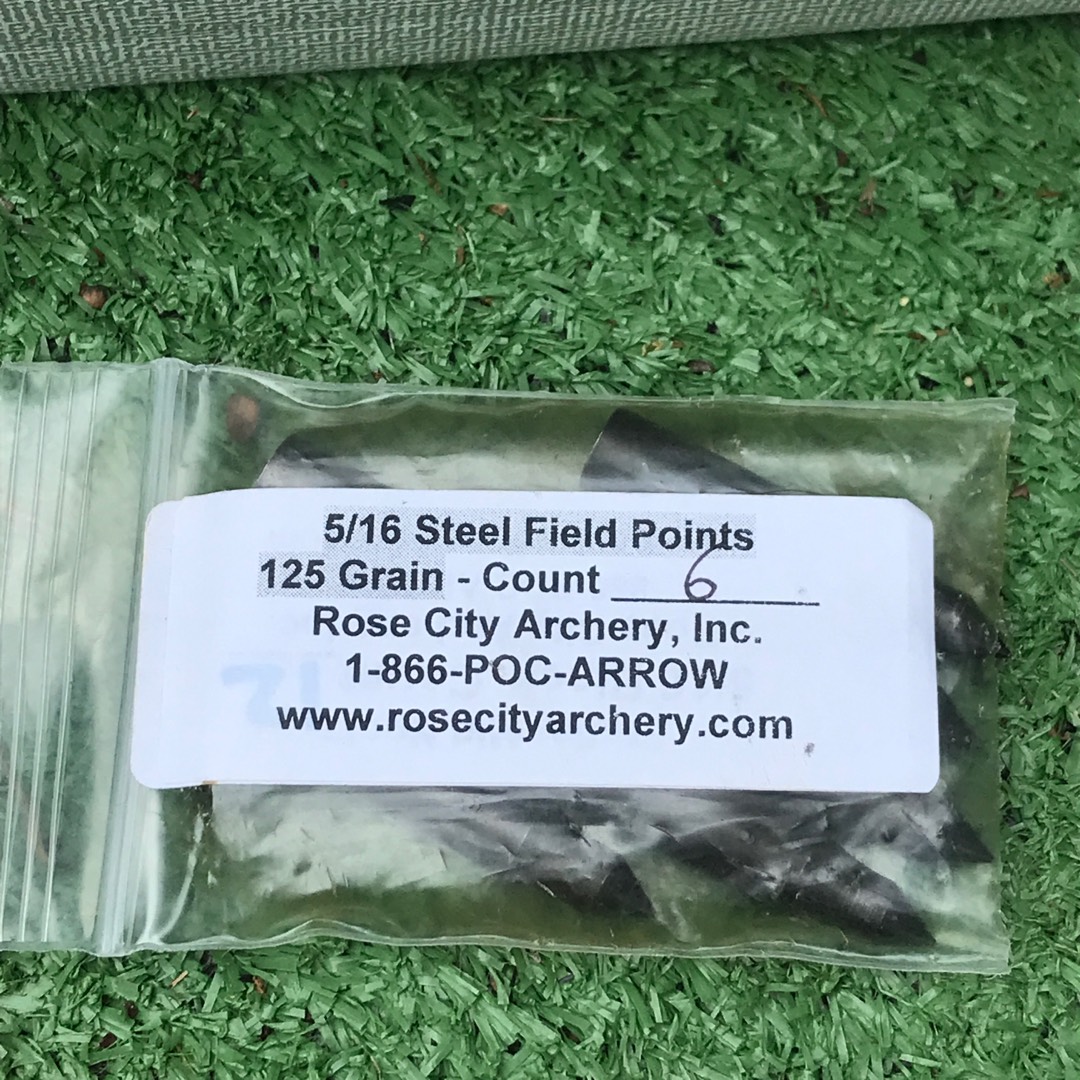 5/16 Steel Field Points
125 Grain - Count 6
Rose City Archery, Inc.
1-866-POC-ARROW
www.rosecityarchery.com